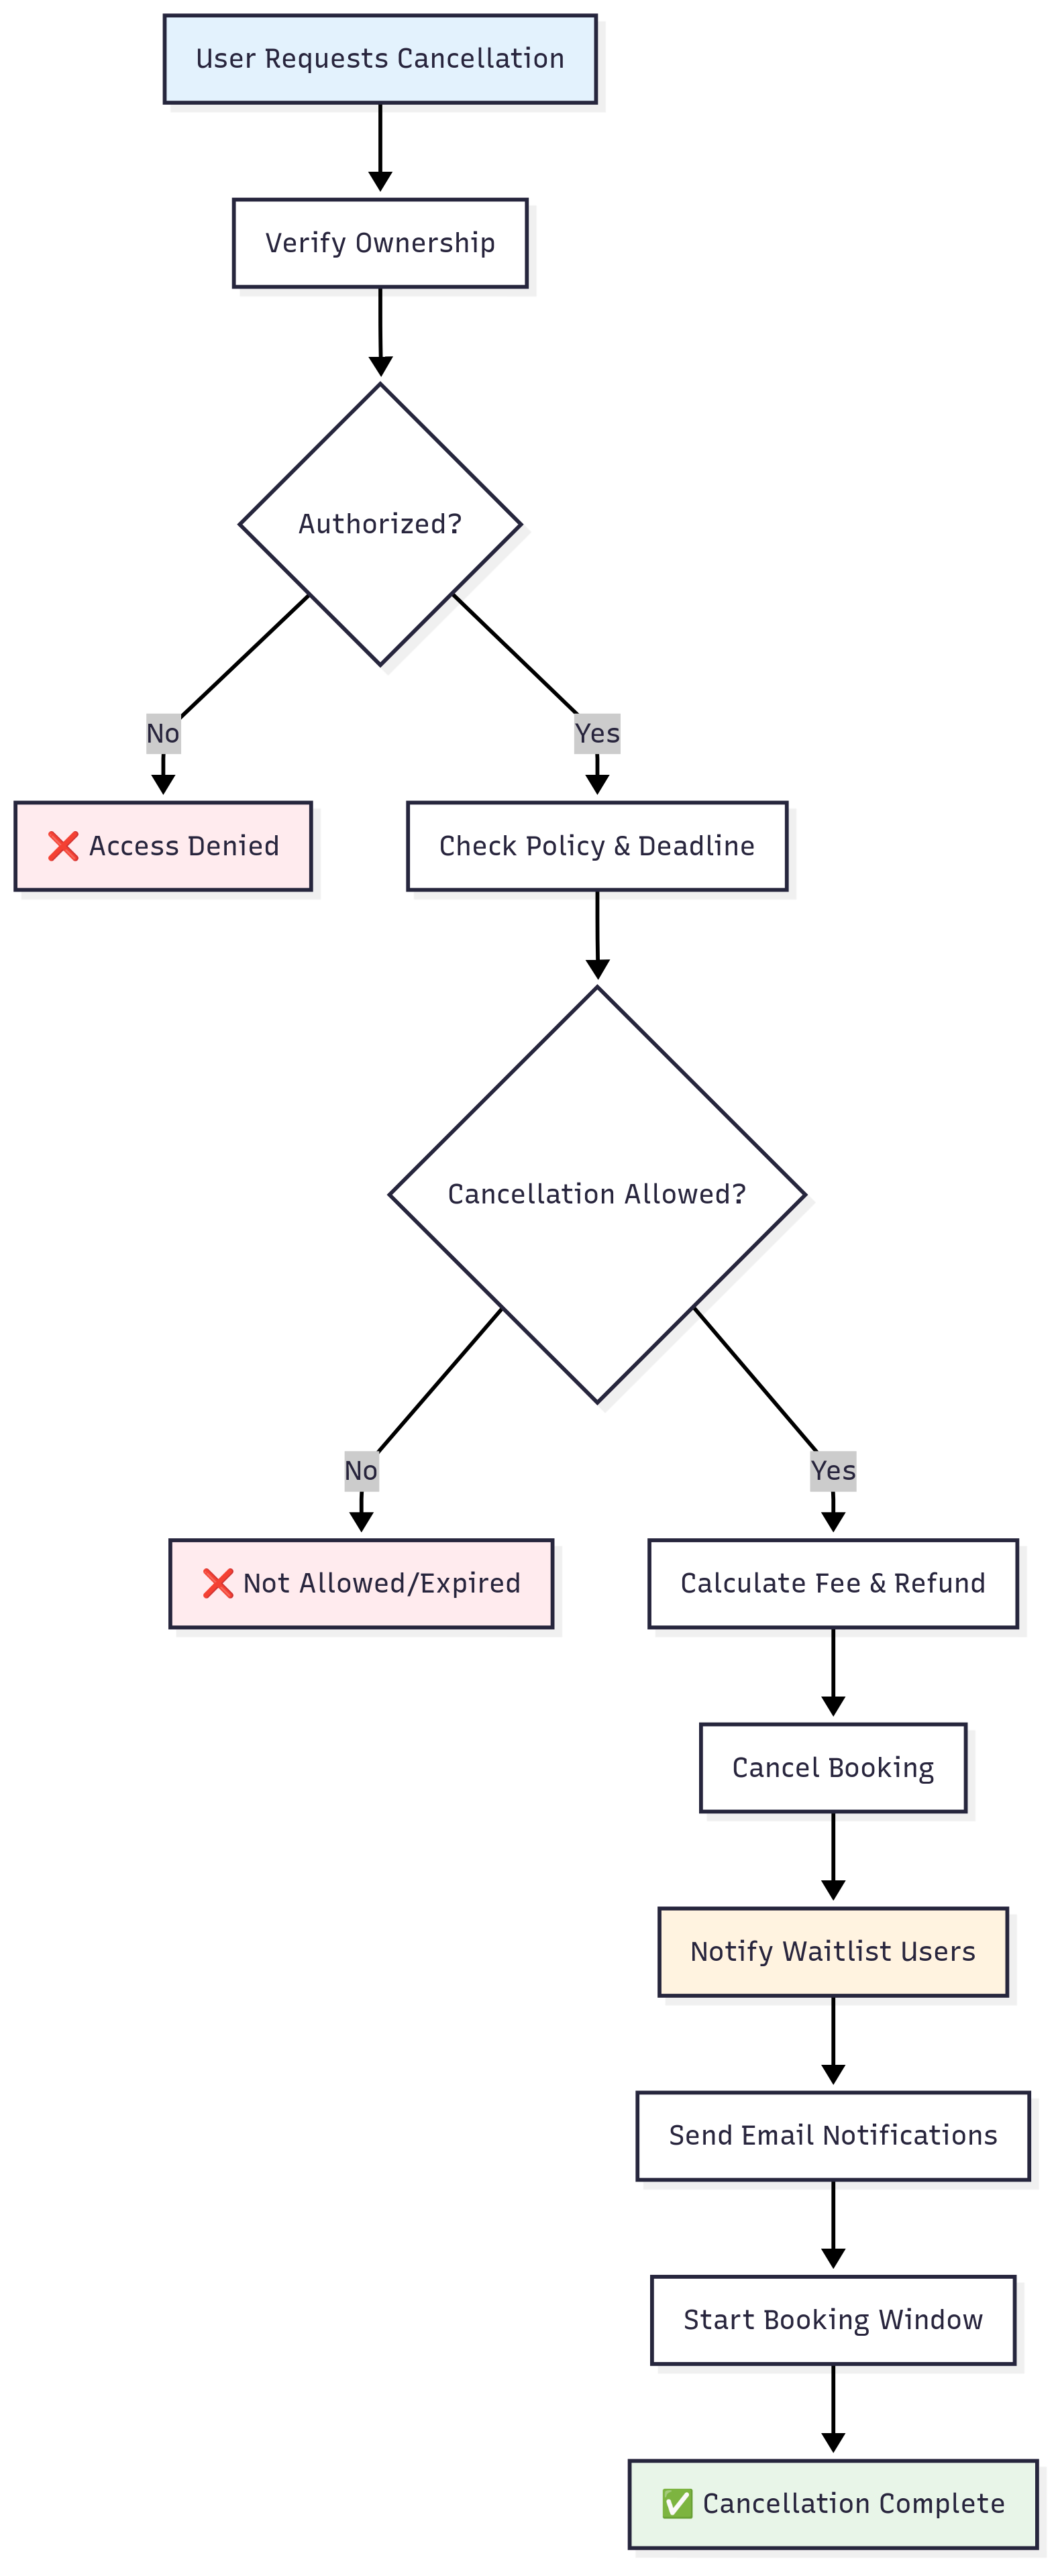 User Requests Cancellation
Verify Ownership
Authorized?
No
Yes
❌ Access Denied
Check Policy & Deadline
Cancellation Allowed?
No
Yes
❌ Not Allowed/Expired
Calculate Fee & Refund
Cancel Booking
Notify Waitlist Users
Send Email Notifications
Start Booking Window
✅ Cancellation Complete